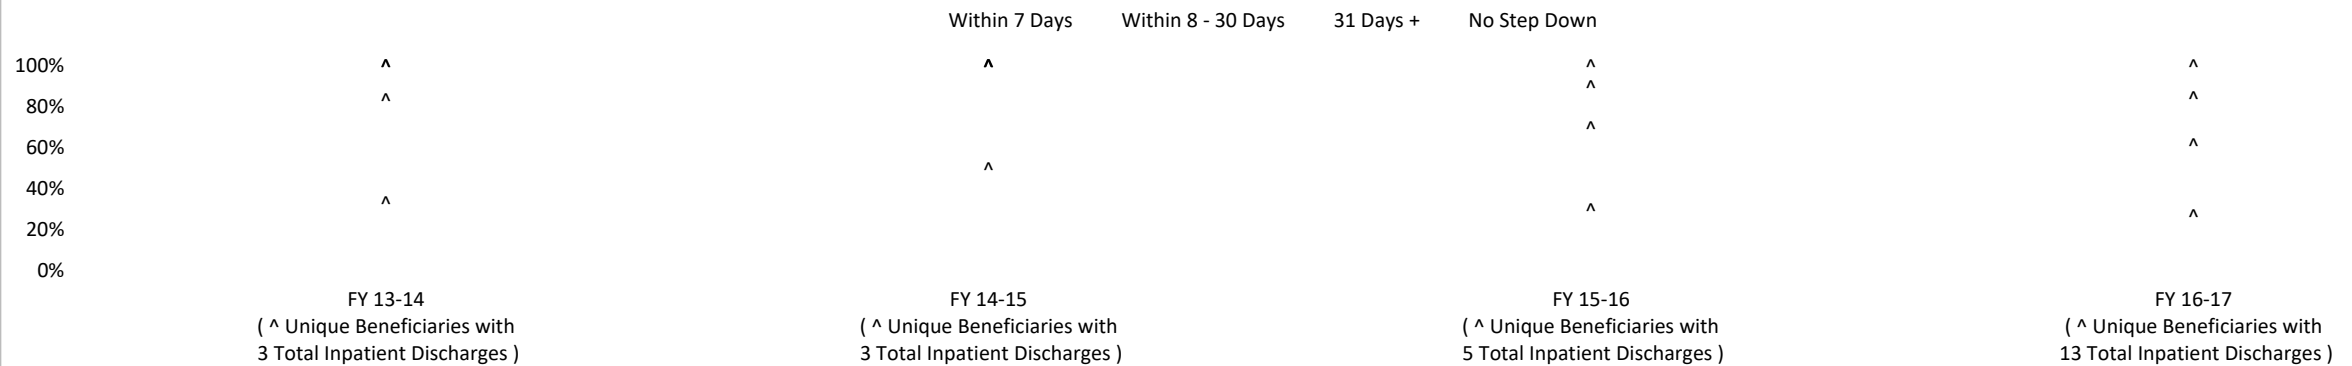 Within 7 Days Within 8 - 30 Days 31 Days + No Step Down
100% ^ ^ ^ ^
^
^ ^
80%
^
60% ^
^
40%
^ ^
^
20%
0%
FY 13-14 FY 14-15 FY 15-16 FY 16-17
( ^ Unique Beneficiaries with ( ^ Unique Beneficiaries with ( ^ Unique Beneficiaries with ( ^ Unique Beneficiaries with
3 Total Inpatient Discharges ) 3 Total Inpatient Discharges ) 5 Total Inpatient Discharges ) 13 Total Inpatient Discharges )